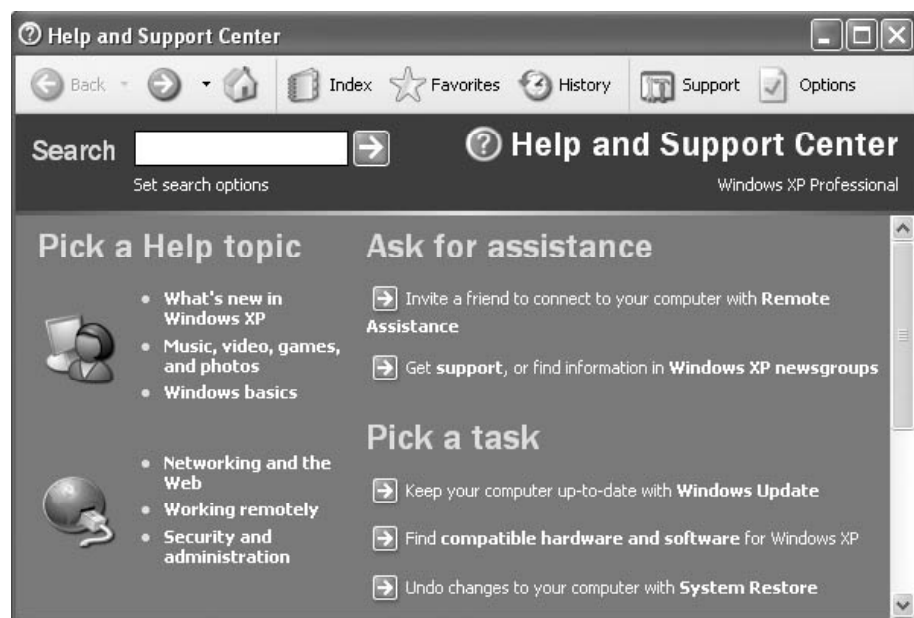 Help and Support Center
Back
Index
Favorites
History
Support
Options
Search
Set search options
Help and Support Center
Windows XP Professional
Pick a Help topic
What's new in
Windows XP
Music, video, games,
and photos
Windows basics
Networking and the
Web
Working remotely
Security and
administration
Ask for assistance
Invite a friend to connect to your computer with Remote
Assistance
Get support, or find information in Windows XP newsgroups
Pick a task
Keep your computer up-to-date with Windows Update
Find compatible hardware and software for Windows XP
Undo changes to your computer with System Restore